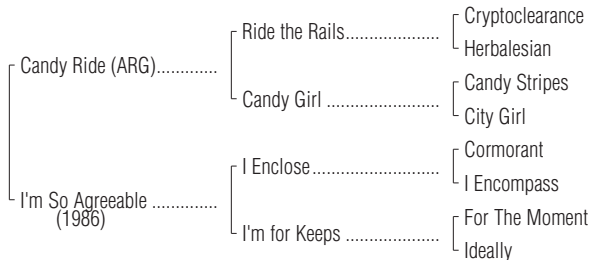 Cryptoclearance
Ride the Rails....................
Herbalesian
Candy Ride (ARG).............
Candy Stripes
Candy Girl ........................
City Girl
Cormorant
I Enclose...........................
I Encompass
I'm So Agreeable ..............
(1986)
For The Moment
I'm for Keeps ....................
Ideally